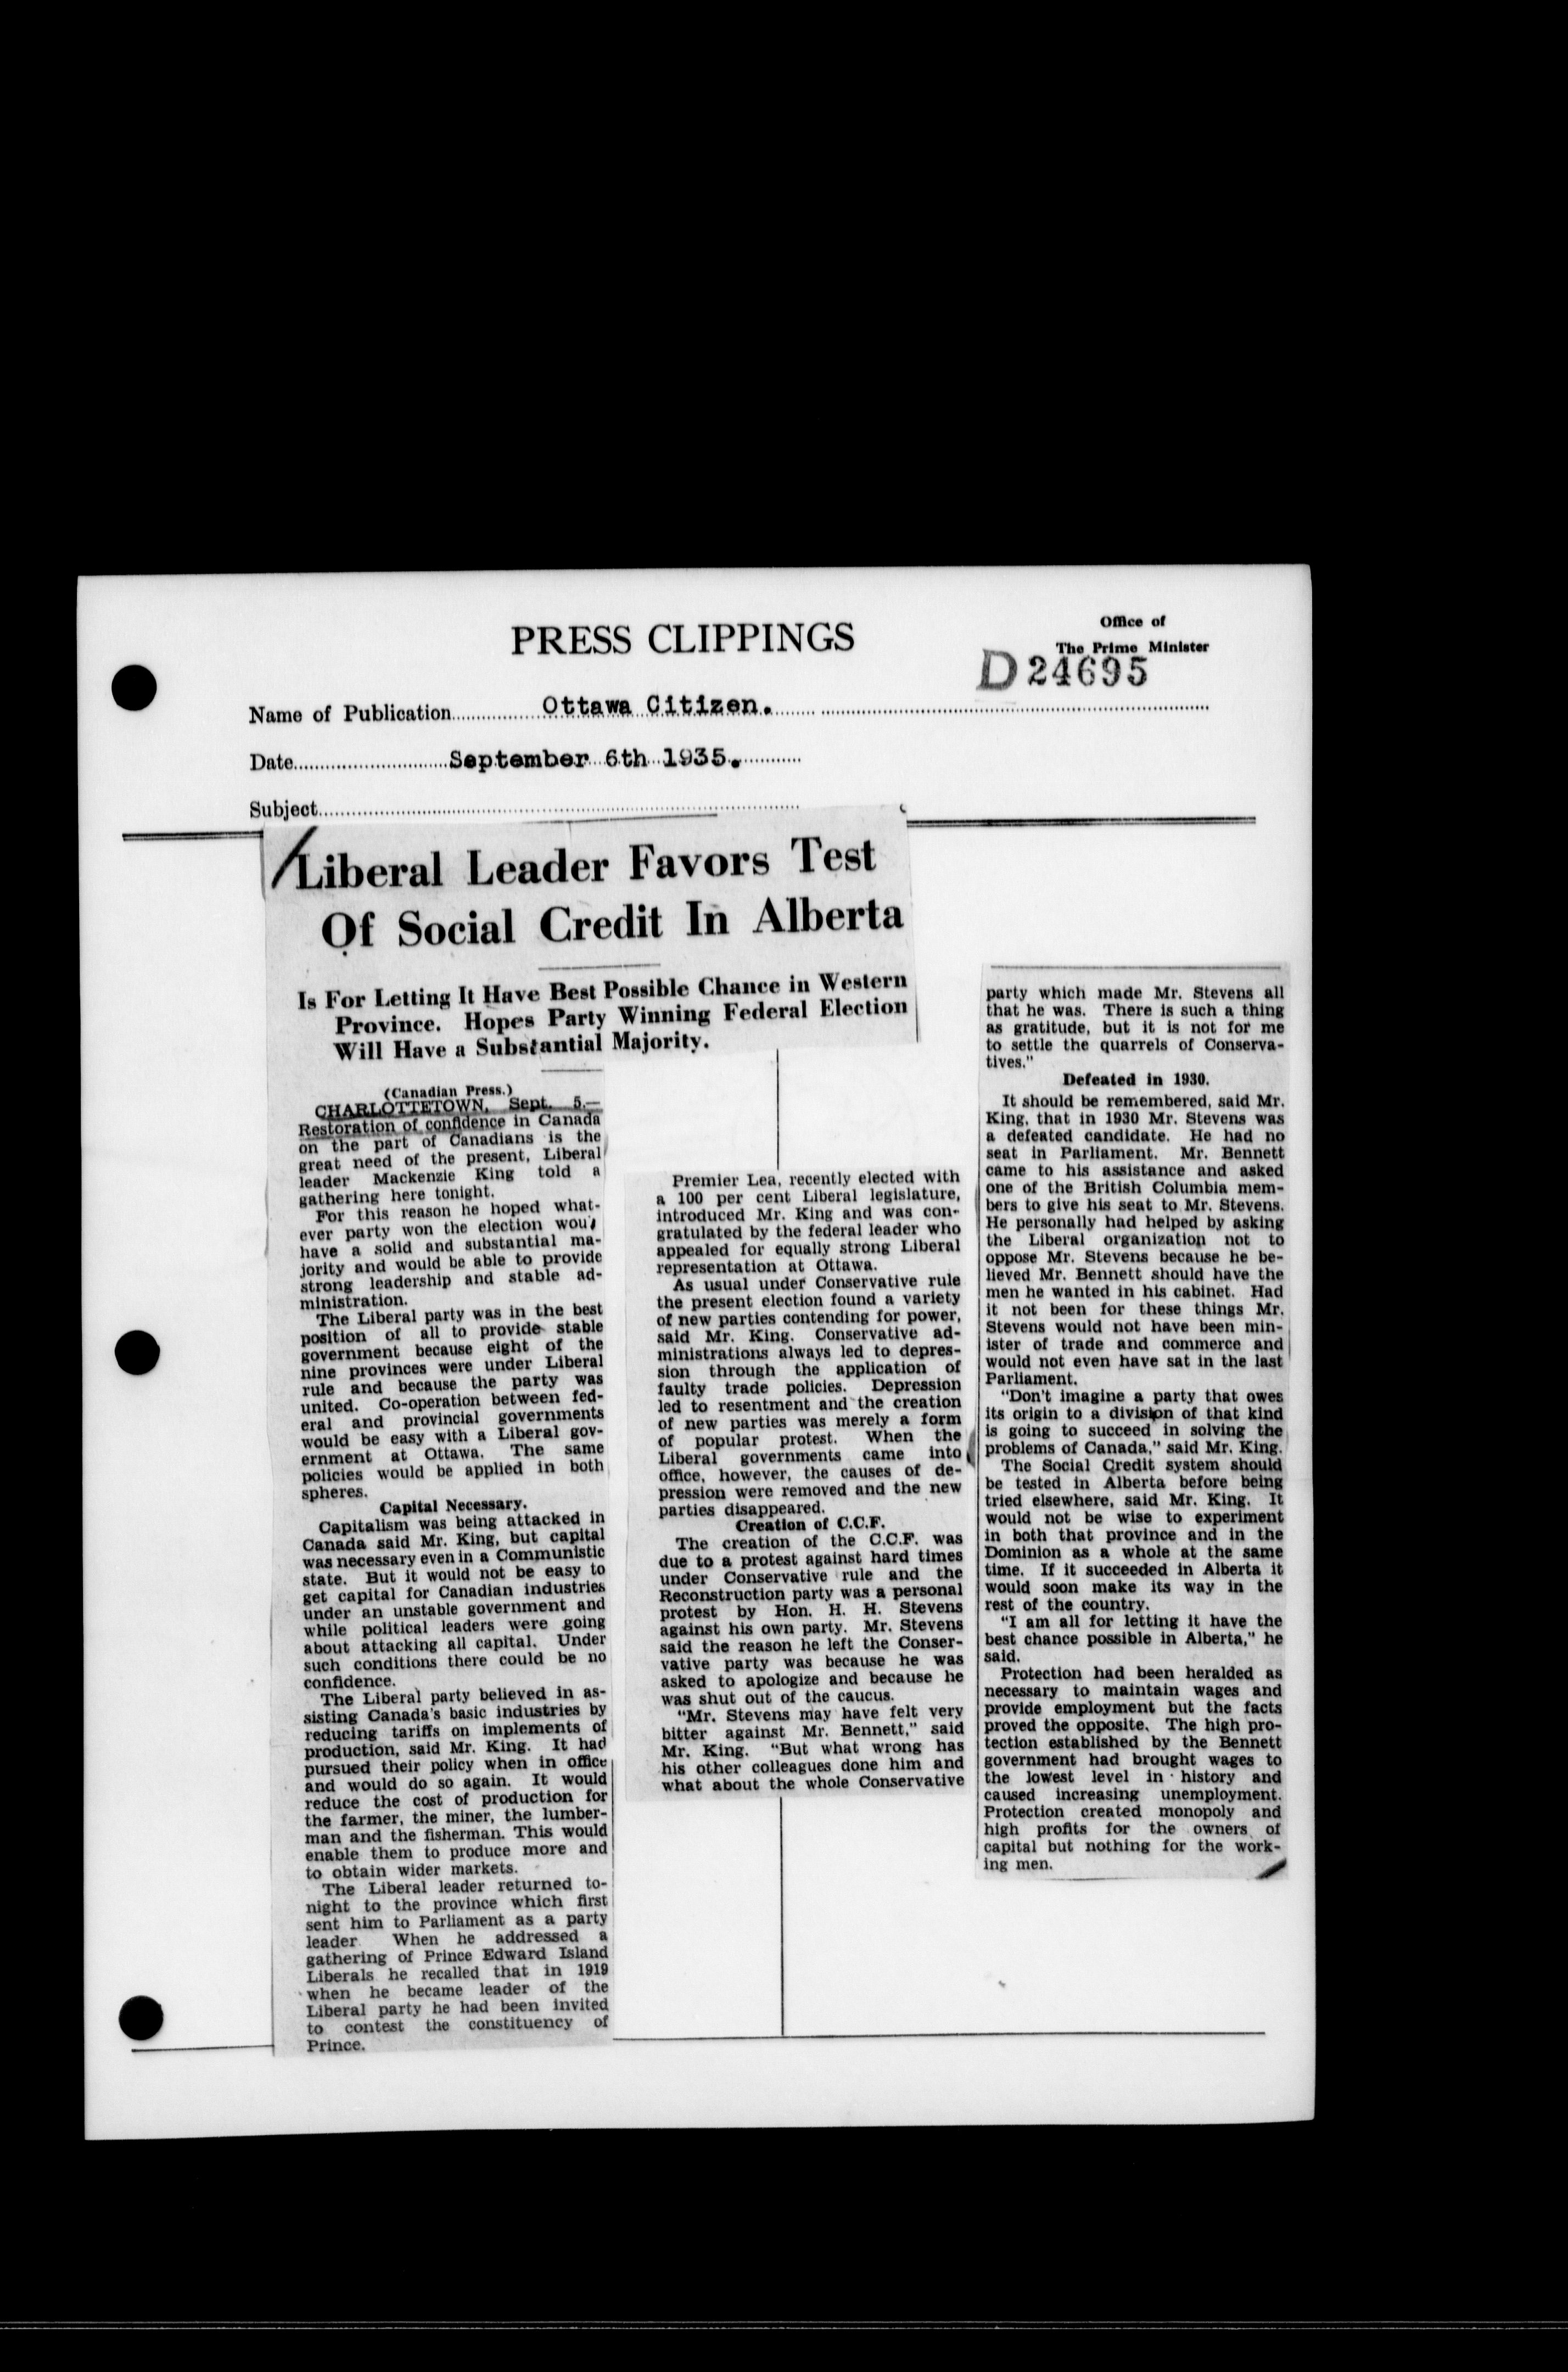 PRESS CLIPPINGS
Office of
The Prime Minister
D 24695
Name of Publication Ottawa Citizen.
Date September 6th 1935.
Subject
Liberal Leader Favors Test
Of Social Credit In Alberta
Is For Letting It Have Best Possible Chance in Western
Province. Hopes Party Winning Federal Election
Will Have a Substantial Majority.
(Canadian Press.)
CHARLOTTETOWN, Sept. 5.—
Restoration of confidence in Canada
on the part of Canadians is the
great need of the present, Liberal
leader Mackenzie King told a
gathering here tonight.
For this reason he hoped what-
ever party won the election woul
have a solid and substantial ma-
jority and would be able to provide
strong leadership and stable ad-
ministration.
The Liberal party was in the best
position of all to provide stable
government because eight of the
nine provinces were under Liberal
rule and because the party was
united. Co-operation between fed-
eral and provincial governments
would be easy with a Liberal gov-
ernment at Ottawa. The same
policies would be applied in both
spheres.
Capital Necessary.
Capitalism was being attacked in
Canada said Mr. King, but capital
was necessary even in a Communistic
state. But it would not be easy to
get capital for Canadian industries
under an unstable government and
while political leaders were going
about attacking all capital. Under
such conditions there could be no
confidence.
The Liberal party believed in as-
sisting Canada's basic industries by
reducing tariffs on implements of
production, said Mr. King. It had
pursued their policy when in office
and would do so again. It would
reduce the cost of production for
the farmer, the miner, the lumber-
man and the fisherman. This would
enable them to produce more and
to obtain wider markets.
The Liberal leader returned to-
night to the province which first
sent him to Parliament as a party
leader When he addressed a
gathering of Prince Edward Island
Liberals he recalled that in 1919
when he became leader of the
Liberal party he had been invited
to contest the constituency of
Prince.
Premier Lea, recently elected with
a 100 per cent Liberal legislature,
introduced Mr. King and was con-
gratulated by the federal leader who
appealed for equally strong Liberal
representation at Ottawa.
As usual under Conservative rule
the present election found a variety
of new parties contending for power,
said Mr. King. Conservative ad-
ministrations always led to depres-
sion through the application of
faulty trade policies. Depression
led to resentment and the creation
of new parties was merely a form
of popular protest. When the
Liberal governments came into
office, however, the causes of de-
pression were removed and the new
parties disappeared.
Creation of C.C.F.
The creation of the C.C.F. was
due to a protest against hard times
under Conservative rule and the
Reconstruction party was a personal
protest by Hon. H. H. Stevens
against his own party. Mr. Stevens
said the reason he left the Conser-
vative party was because he was
asked to apologize and because he
was shut out of the caucus.
"Mr. Stevens may have felt very
bitter against Mr. Bennett," said
Mr. King. "But what wrong has
his other colleagues done him and
what about the whole Conservative
party which made Mr. Stevens all
that he was. There is such a thing
as gratitude, but it is not for me
to settle the quarrels of Conserva-
tives."
Defeated in 1930.
It should be remembered, said Mr.
King, that in 1930 Mr. Stevens was
a defeated candidate. He had no
seat in Parliament. Mr. Bennett
came to his assistance and asked
one of the British Columbia mem-
bers to give his seat to Mr. Stevens.
He personally had helped by asking
the Liberal organization not to
oppose Mr. Stevens because he be-
lieved Mr. Bennett should have the
men he wanted in his cabinet. Had
it not been for these things Mr.
Stevens would not have been min-
ister of trade and commerce and
would not even have sat in the last
Parliament.
"Don't imagine a party that owes
its origin to a division of that kind
is going to succeed in solving the
problems of Canada," said Mr. King.
The Social Credit system should
be tested in Alberta before being
tried elsewhere, said Mr. King. It
would not be wise to experiment
in both that province and in the
Dominion as a whole at the same
time. If it succeeded in Alberta it
would soon make its way in the
rest of the country.
"I am all for letting it have the
best chance possible in Alberta," he
said.
Protection had been heralded as
necessary to maintain wages and
provide employment but the facts
proved the opposite. The high pro-
tection established by the Bennett
government had brought wages to
the lowest level in history and
caused increasing unemployment.
Protection created monopoly and
high profits for the owners of
capital but nothing for the work-
ing men.